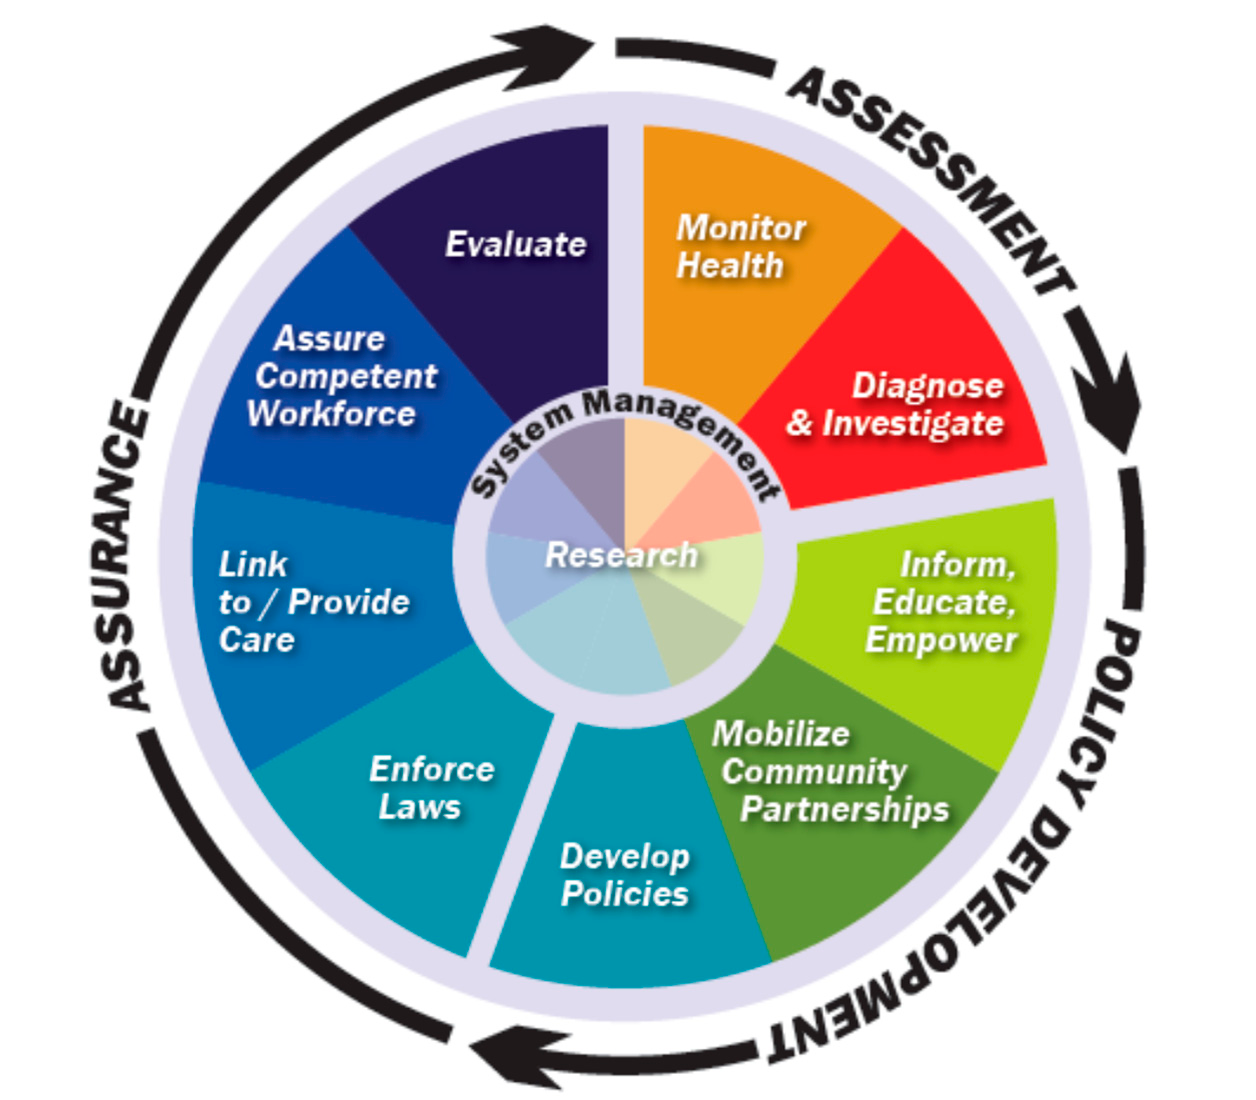 ASSESSMENT
POLICY DEVELOPMENT
ASSURANCE
Monitor
Health
Diagnose
& Investigate
Inform,
Educate,
Empower
Mobilize
Community
Partnerships
Develop
Policies
Enforce
Laws
Link
to / Provide
Care
Assure
Competent
Workforce
Evaluate
System Management
Research